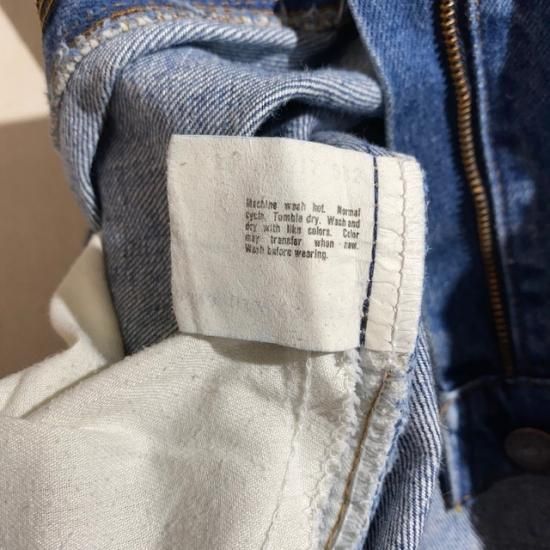 Machine wash hot. Normal
cycle. Tumble dry. Wash and
dry with like colors. Color
may transfer when new.
Wash before wearing.